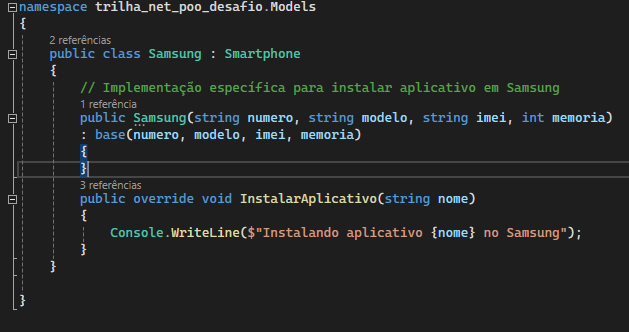 namespace trilha_net_poo_desafio.Models
{
2 referências
public class Samsung : Smartphone
{
// Implementação específica para instalar aplicativo em Samsung
1 referência
public Samsung(string numero, string modelo, string imei, int memoria)
: base(numero, modelo, imei, memoria)
{
}
3 referências
public override void InstalarAplicativo(string nome)
{
Console.WriteLine($"Instalando aplicativo {nome} no Samsung");
}
}
}